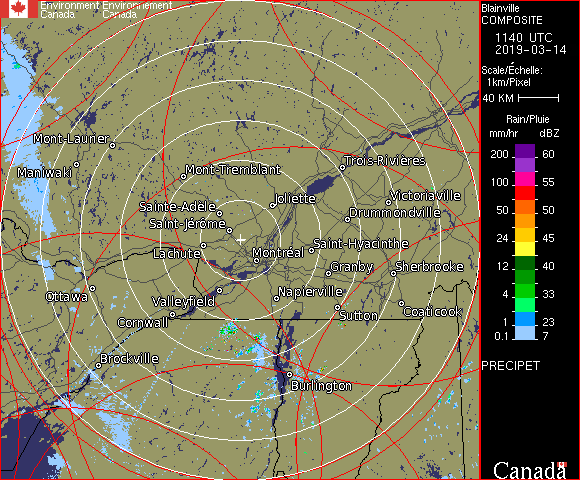 Environment Environnement
Canada Canada
Blainville
COMPOSITE
1140 UTC
2019-03-14
Scale/Échelle:
1km/Pixel
40 KM
Rain/Pluie
mm/hr dBZ
200 60
100 55
50 50
24 45
12 40
4 33
1 23
0.1 7
PRECIPET
Canada
Mont-Laurier
Maniwaki
Mont-Tremblant
Trois-Rivières
Joliette
Victoriaville
Sainte-Adèle
Drummondville
Saint-Jérôme
Saint-Hyacinthe
Lachute
Montréal
Granby
Sherbrooke
Ottawa
Valleyfield
Napierville
Cornwall
Sutton
Coaticook
Brockville
Burlington